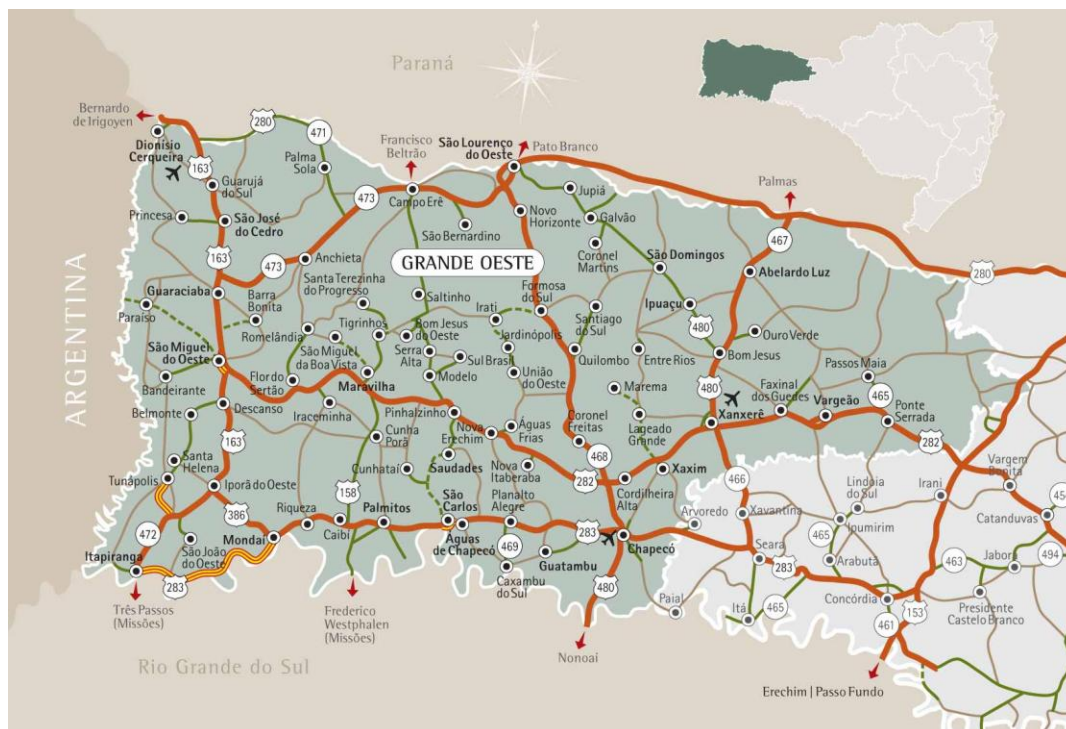 Paraná
Bernardo
de Irigoyen
Dionísio
Cerqueira
280
471
163
Guarujá
do Sul
Palma
Sola
Francisco
Beltrão
São Lourenço
do Oeste
Pato Branco
Palmas
Princesa
São José
do Cedro
473
Campo Erê
Jupiá
Novo
Horizonte
Galvão
467
São Bernardino
Coronel
Martins
São Domingos
163
473
Anchieta
GRANDE OESTE
Abelardo Luz
280
ARGENTINA
Guaraciaba
Santa Terezinha
do Progresso
Saltinho
Formosa
do Sul
Ipuaçu
Paraíso
Barra
Bonita
Irati
Santiago
do Sul
480
Ouro Verde
Romelândia
Tigrinhos
Bom Jesus
do Oeste
Jardinópolis
São Miguel
do Oeste
São Miguel
da Boa Vista
Serra
Alta
Sul Brasil
Quilombo
Entre Rios
Bom Jesus
Passos Maia
Bandeirante
Flor do
Sertão
Maravilha
Modelo
União
do Oeste
Marema
480
Faxinal
dos Guedes
465
Belmonte
Descanso
Iraceminha
Pinhalzinho
Coronel
Freitas
Lageado
Grande
Xanxerê
Vargeão
Ponte
Serrada
163
Cunha
Porã
Nova
Erechim
Águas
Frias
282
Santa
Helena
Cunhataí
Saudades
Nova
Itaberaba
468
Xaxim
Vargem
Bonita
Tunápolis
Iporã do Oeste
158
282
Cordilheira
Alta
466
Lindóia
do Sul
Irani
386
Riqueza
Palmitos
São
Carlos
Planalto
Alegre
Arvoredo
Xavantina
Catanduvas
454
472
Mondaí
Caibi
Águas
de Chapecó
283
Chapecó
465
Ipumirim
494
Itapiranga
São João
do Oeste
469
Guatambu
Seara
283
Arabutã
463
Jaborá
283
Caxambu
do Sul
480
Itá
465
Concórdia
153
Presidente
Castelo Branco
Três Passos
(Missões)
Frederico
Westphalen
(Missões)
Paial
461
Nonoai
Rio Grande do Sul
Erechim | Passo Fundo